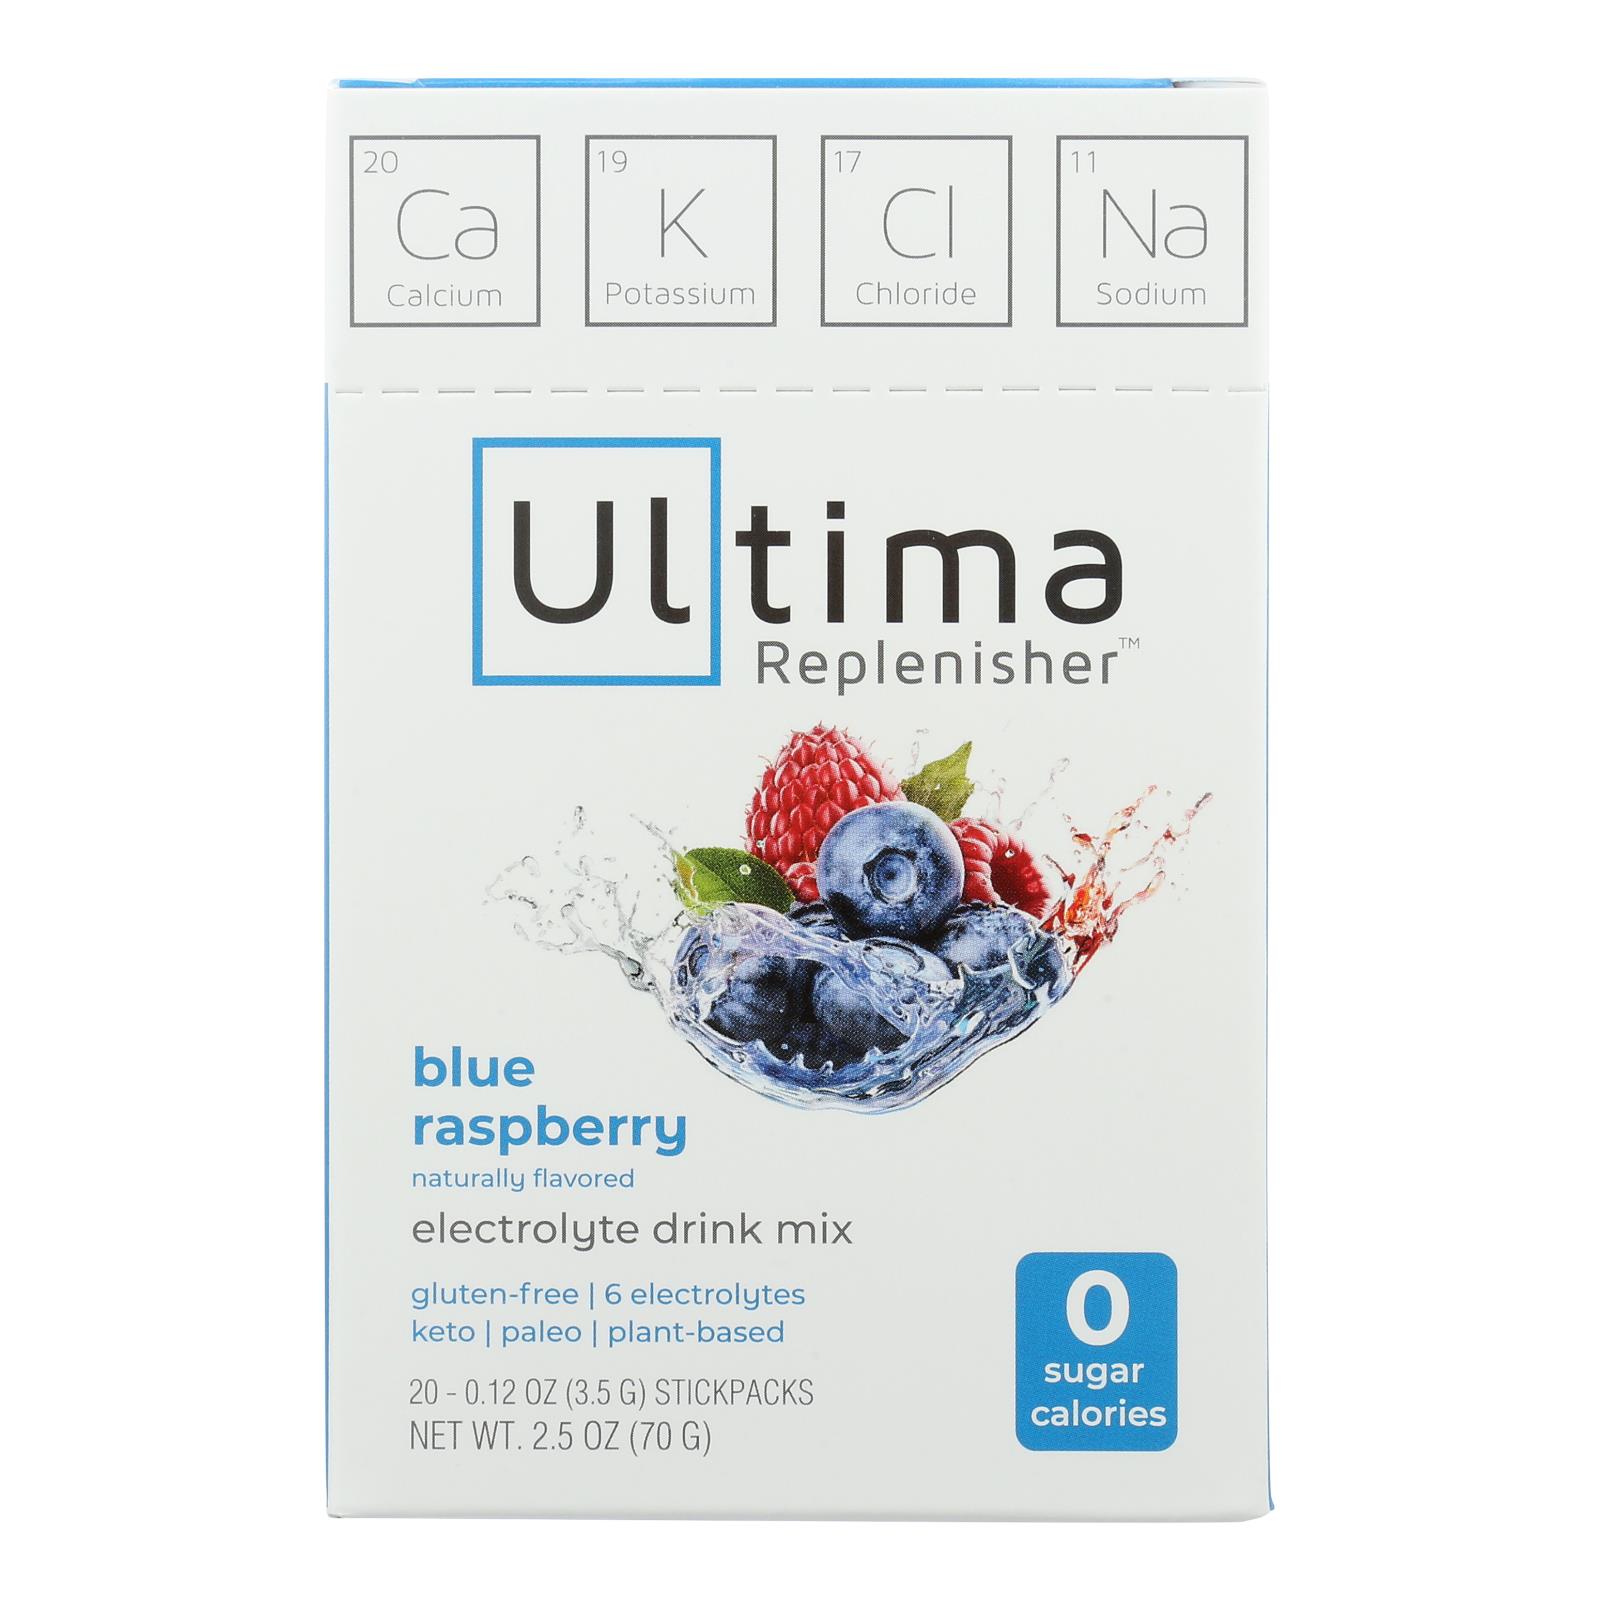 20 19 17 11
Ca K Cl Na
Calcium Potassium Chloride Sodium
Ultima
Replenisher™
blue
raspberry
naturally flavored
electrolyte drink mix
gluten-free | 6 electrolytes
keto | paleo | plant-based
20 - 0.12 OZ (3.5 G) STICKPACKS
NET WT. 2.5 OZ (70 G)
0
sugar
calories